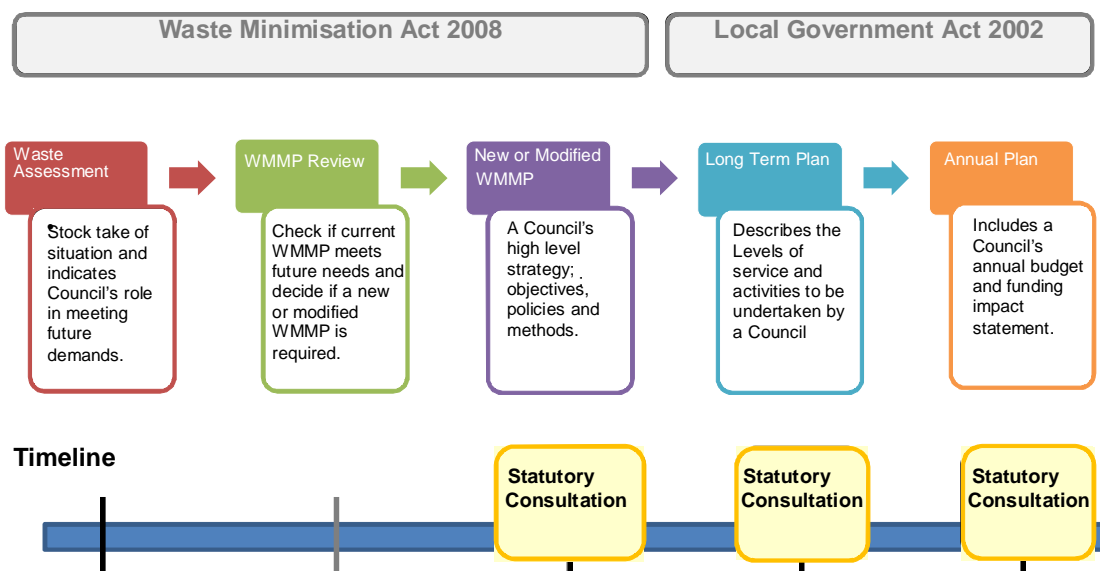 Waste Minimisation Act 2008
Local Government Act 2002
Waste
Assessment
• Stock take of
situation and
indicates
Council's role
in meeting
future
demands.
WMMP Review
Check if current
WMMP meets
future needs and
decide if a new
or modified
WMMP is
required.
New or Modified
WMMP
A Council's
high level
strategy;
objectives,
policies and
methods.
Long Term Plan
Describes the
Levels of
service and
activities to be
undertaken by
a Council
Annual Plan
Includes a
Council's
annual budget
and funding
impact
statement.
Timeline
Statutory
Consultation
Statutory
Consultation
Statutory
Consultation